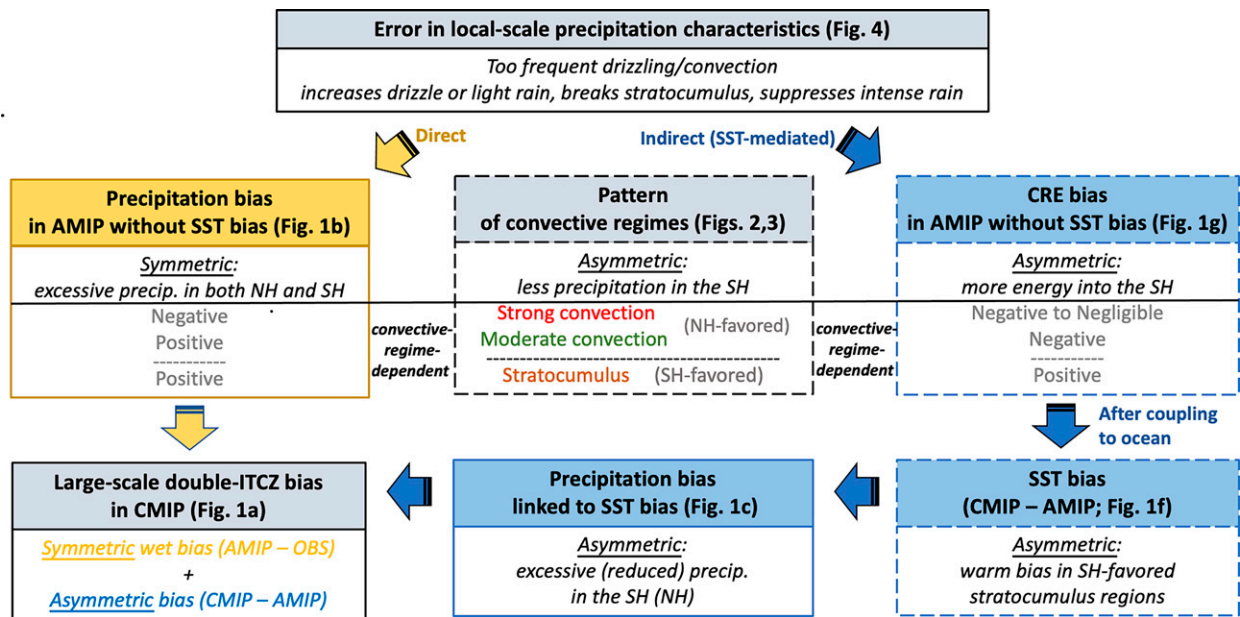 Error in local-scale precipitation characteristics (Fig. 4)
Too frequent drizzling/convection
increases drizzle or light rain, breaks stratocumulus, suppresses intense rain
Direct
Indirect (SST-mediated)
Precipitation bias
in AMIP without SST bias (Fig. 1b)
Symmetric:
excessive precip. in both NH and SH
Negative
Positive
-----------
Positive
convective-
regime-
dependent
Pattern
of convective regimes (Figs. 2,3)
Asymmetric:
less precipitation in the SH
Strong convection
Moderate convection
(NH-favored)
---------------------------------------------
Stratocumulus (SH-favored)
convective-
regime-
dependent
CRE bias
in AMIP without SST bias (Fig. 1g)
Asymmetric:
more energy into the SH
Negative to Negligible
Negative
-----------
Positive
After coupling
to ocean
Large-scale double-ITCZ bias
in CMIP (Fig. 1a)
Symmetric wet bias (AMIP – OBS)
+
Asymmetric bias (CMIP – AMIP)
Precipitation bias
linked to SST bias (Fig. 1c)
Asymmetric:
excessive (reduced) precip.
in the SH (NH)
SST bias
(CMIP – AMIP; Fig. 1f)
Asymmetric:
warm bias in SH-favored
stratocumulus regions